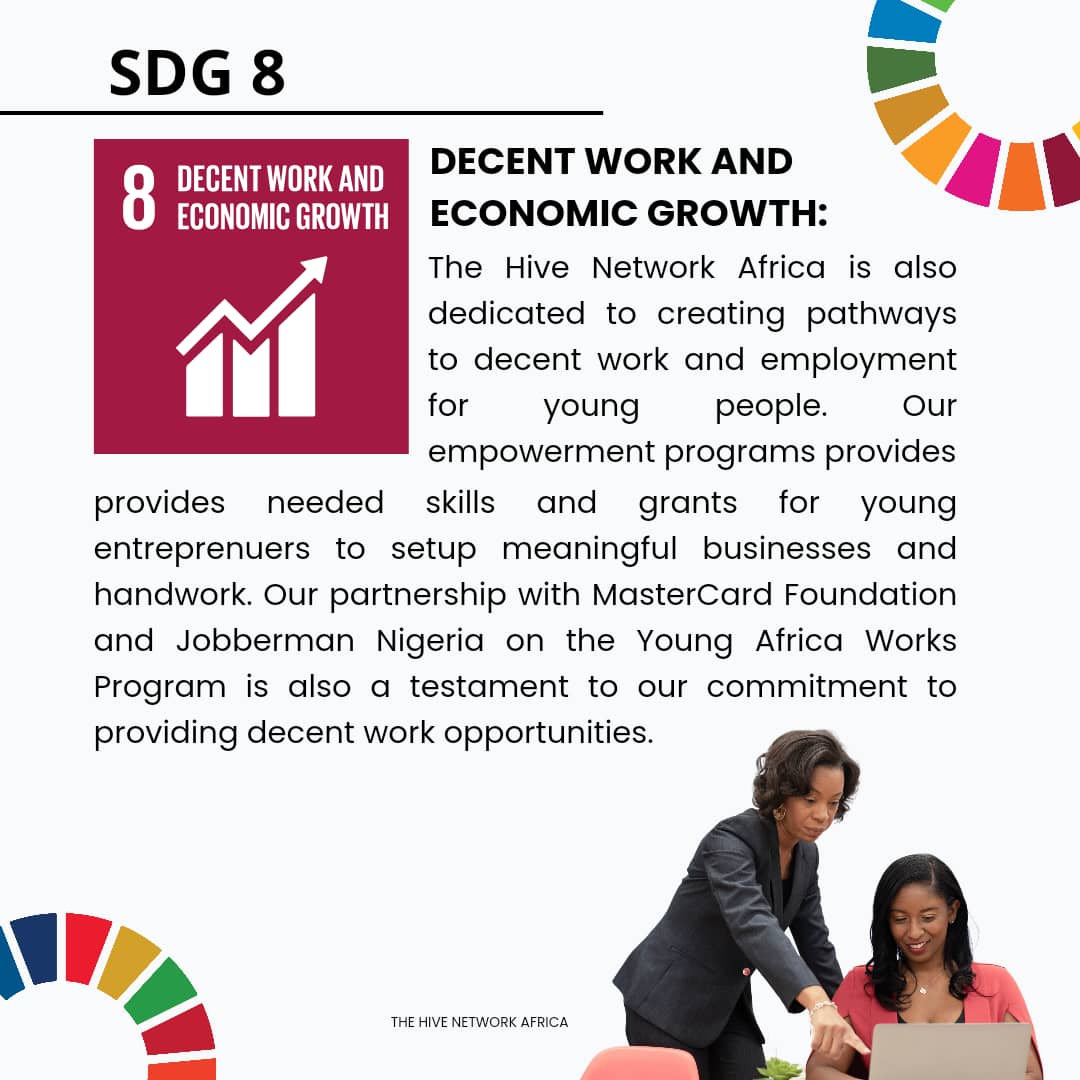 SDG 8
8 DECENT WORK AND
ECONOMIC GROWTH
DECENT WORK AND
ECONOMIC GROWTH:
The Hive Network Africa is also
dedicated to creating pathways
to decent work and employment
for young people. Our
empowerment programs provides
provides needed skills and grants for young
entreprenuers to setup meaningful businesses and
handwork. Our partnership with MasterCard Foundation
and Jobberman Nigeria on the Young Africa Works
Program is also a testament to our commitment to
providing decent work opportunities.
THE HIVE NETWORK AFRICA